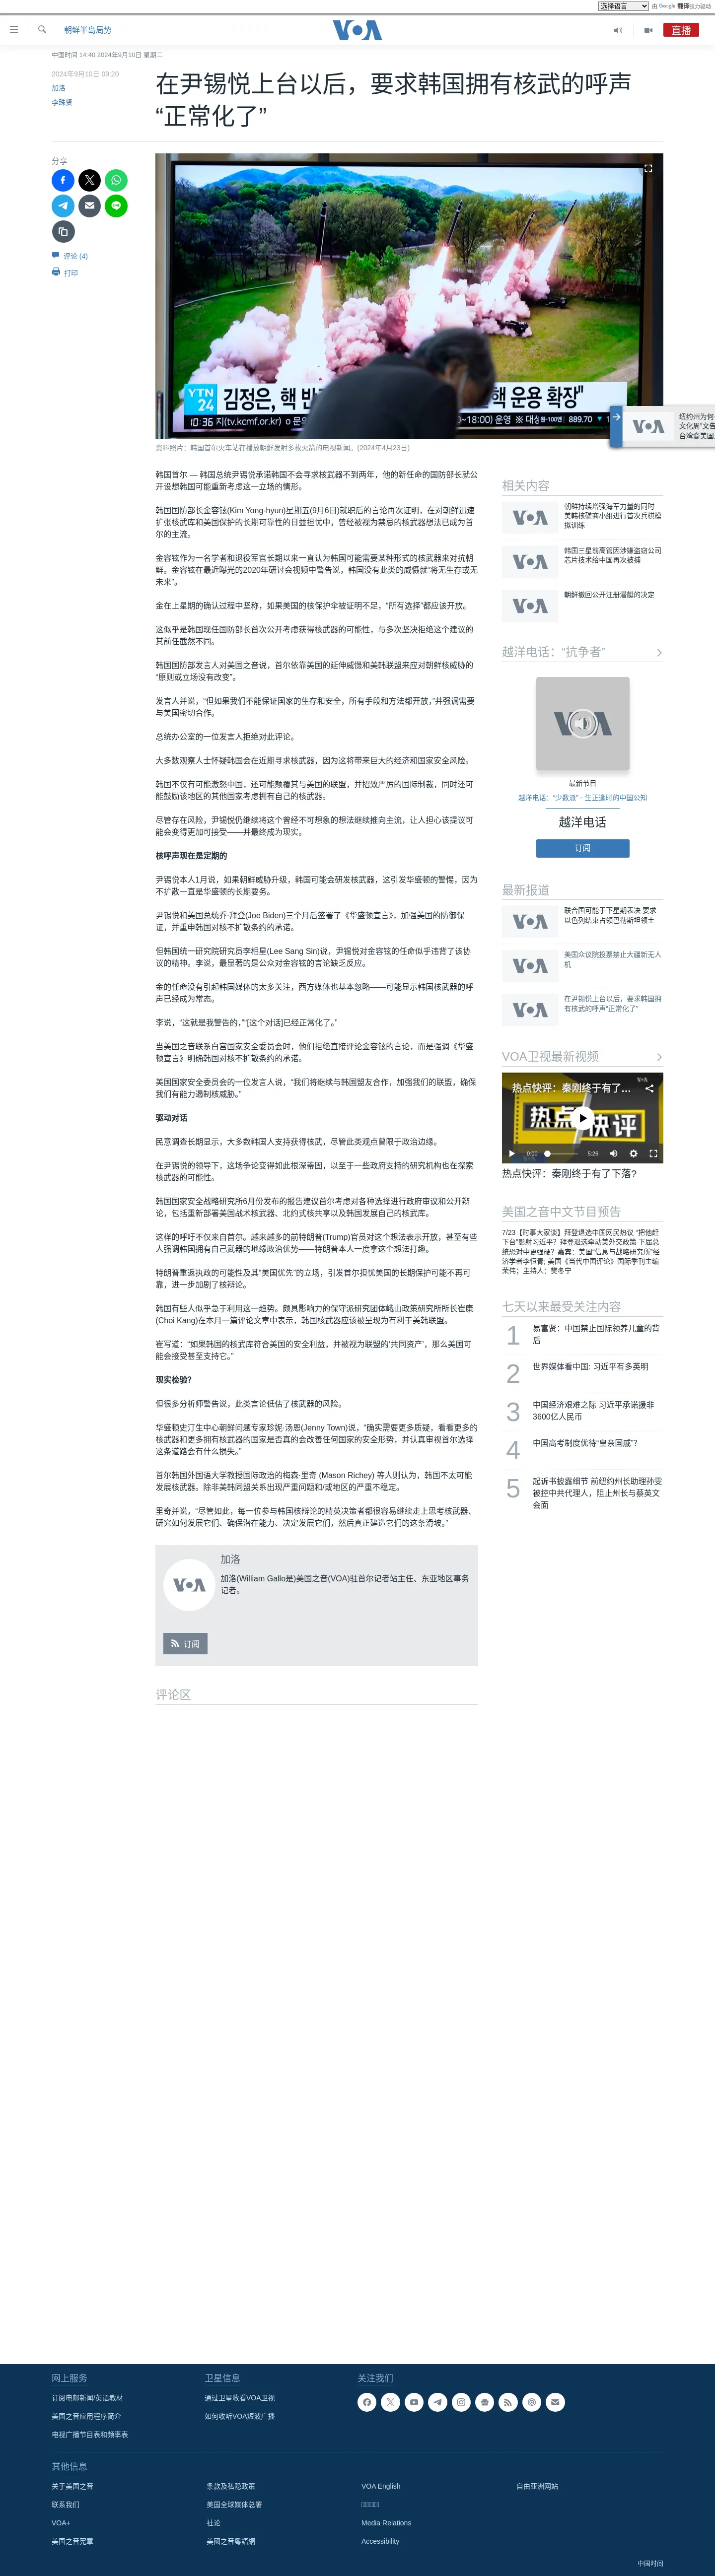 选择语言
由 Google 翻译强力驱动
朝鲜半岛局势
VOA
直播
中国时间 14:40 2024年9月10日 星期二
2024年9月10日 09:20
加洛
李珠贤
在尹锡悦上台以后，要求韩国拥有核武的呼声
“正常化了”
分享
评论 (4)
打印
YTN
24
资料照片：韩国首尔火车站在播放朝鲜发射多枚火箭的电视新闻。(2024年4月23日)
韩国首尔 — 韩国总统尹锡悦承诺韩国不会寻求核武器不到两年，他的新任命的国防部长就公
开设想韩国可能重新考虑这一立场的情形。
韩国国防部长金容铉(Kim Yong-hyun)星期五(9月6日)就职后的言论再次证明，在对朝鲜迅速
扩张核武库和美国保护的长期可靠性的日益担忧中，曾经被视为禁忌的核武器想法已成为首
尔的主流。
金容铉作为一名学者和退役军官长期以来一直认为韩国可能需要某种形式的核武器来对抗朝
鲜。金容铉在最近曝光的2020年研讨会视频中警告说，韩国没有此类的威慑就“将无生存或无
未来”。
金在上星期的确认过程中坚称，如果美国的核保护伞被证明不足，“所有选择”都应该开放。
这似乎是韩国现任国防部长首次公开考虑获得核武器的可能性，与多次坚决拒绝这个建议的
其前任截然不同。
韩国国防部发言人对美国之音说，首尔依靠美国的延伸威慑和美韩联盟来应对朝鲜核威胁的
“原则或立场没有改变”。
发言人并说，“但如果我们不能保证国家的生存和安全，所有手段和方法都开放，”并强调需要
与美国密切合作。
总统办公室的一位发言人拒绝对此评论。
大多数观察人士怀疑韩国会在近期寻求核武器，因为这将带来巨大的经济和国家安全风险。
韩国不仅有可能激怒中国，还可能颠覆其与美国的联盟，并招致严厉的国际制裁，同时还可
能鼓励该地区的其他国家考虑拥有自己的核武器。
尽管存在风险，尹锡悦仍继续将这个曾经不可想象的想法继续推向主流，让人担心该提议可
能会变得更加可接受——并最终成为现实。
核呼声现在是定期的
尹锡悦本人1月说，如果朝鲜威胁升级，韩国可能会研发核武器，这引发华盛顿的警惕，因为
不扩散一直是华盛顿的长期要务。
尹锡悦和美国总统乔·拜登(Joe Biden)三个月后签署了《华盛顿宣言》，加强美国的防御保
证，并重申韩国对核不扩散条约的承诺。
但韩国统一研究院研究员李相星(Lee Sang Sin)说，尹锡悦对金容铉的任命似乎违背了该协
议的精神。李说，最显著的是公众对金容铉的言论缺乏反应。
金的任命没有引起韩国媒体的太多关注，西方媒体也基本忽略——可能显示韩国核武器的呼
声已经成为常态。
李说，“这就是我警告的，”“[这个对话]已经正常化了。”
当美国之音联系白宫国家安全委员会时，他们拒绝直接评论金容铉的言论，而是强调《华盛
顿宣言》明确韩国对核不扩散条约的承诺。
美国国家安全委员会的一位发言人说，“我们将继续与韩国盟友合作，加强我们的联盟，确保
我们有能力遏制核威胁。”
驱动对话
民意调查长期显示，大多数韩国人支持获得核武，尽管此类观点曾限于政治边缘。
在尹锡悦的领导下，这场争论变得如此根深蒂固，以至于一些政府支持的研究机构也在探索
核武器的可能性。
韩国国家安全战略研究所6月份发布的报告建议首尔考虑对各种选择进行政府审议和公开辩
论，包括重新部署美国战术核武器、北约式核共享以及韩国发展自己的核武库。
这样的呼吁不仅来自首尔。越来越多的前特朗普(Trump)官员对这个想法表示开放，甚至有些
人强调韩国拥有自己武器的地缘政治优势——特朗普本人一度拿这个想法打趣。
特朗普重返执政的可能性及其“美国优先”的立场，引发首尔担忧美国的长期保护可能不再可
靠，进一步加剧了核辩论。
韩国有些人似乎急于利用这一趋势。颇具影响力的保守派研究团体峨山政策研究所所长崔康
(Choi Kang)在本月一篇评论文章中表示，韩国核武器应该被呈现为有利于美韩联盟。
崔写道：“如果韩国的核武库符合美国的安全利益，并被视为联盟的‘共同资产’，那么美国可
能会接受甚至支持它。”
现实检验？
但很多分析师警告说，此类言论低估了核武器的风险。
华盛顿史汀生中心朝鲜问题专家珍妮·汤恩(Jenny Town)说，“确实需要更多质疑，看看更多的
核武器和更多拥有核武器的国家是否真的会改善任何国家的安全形势，并认真审视首尔选择
这条道路会有什么损失。”
首尔韩国外国语大学教授国际政治的梅森·里奇 (Mason Richey) 等人则认为，韩国不太可能
发展核武器。除非美韩同盟关系出现严重问题和/或地区的严重不稳定。
里奇并说，“尽管如此，每一位参与韩国核辩论的精英决策者都很容易继续走上思考核武器、
研究如何发展它们、确保潜在能力、决定发展它们，然后真正建造它们的这条滑坡。”
加洛
加洛(William Gallo是)美国之音(VOA)驻首尔记者站主任、东亚地区事务
记者。
订阅
评论区
纽约州为何
文化周”文告
台湾裔美国
相关内容
朝鲜持续增强海军力量的同时
美韩核磋商小组进行首次兵棋模
拟训练
韩国三星前高管因涉嫌盗窃公司
芯片技术给中国再次被捕
朝鲜撤回公开注册潜艇的决定
越洋电话：“抗争者”
最新节目
越洋电话：“少数派” - 生正逢时的中国公知
越洋电话
订阅
最新报道
联合国可能于下星期表决 要求
以色列结束占领巴勒斯坦领土
美国众议院投票禁止大疆新无人
机
在尹锡悦上台以后，要求韩国拥
有核武的呼声“正常化了”
VOA卫视最新视频
热点快评：秦刚终于有了…
热点快评
0:00
5:26
热点快评：秦刚终于有了下落?
美国之音中文节目预告
7/23【时事大家谈】拜登退选中国网民热议 “把他赶
下台”影射习近平？拜登退选牵动美外交政策 下届总
统恐对中更强硬？嘉宾：美国“信息与战略研究所”经
济学者李恒青; 美国《当代中国评论》国际季刊主编
荣伟；主持人：樊冬宁
七天以来最受关注内容
1 易富贤：中国禁止国际领养儿童的背
后
2 世界媒体看中国: 习近平有多英明
3 中国经济艰难之际 习近平承诺援非
3600亿人民币
4 中国高考制度优待“皇亲国戚”？
5 起诉书披露细节 前纽约州长助理孙雯
被控中共代理人，阻止州长与蔡英文
会面
网上服务
订阅电邮新闻/英语教材
美国之音应用程序简介
电视广播节目表和频率表
卫星信息
通过卫星收看VOA卫视
如何收听VOA短波广播
关注我们
其他信息
关于美国之音
联系我们
VOA+
美国之音宪章
条款及私隐政策
美国全球媒体总署
社论
美國之音粵語網
VOA English
Media Relations
Accessibility
自由亚洲网站
中国时间